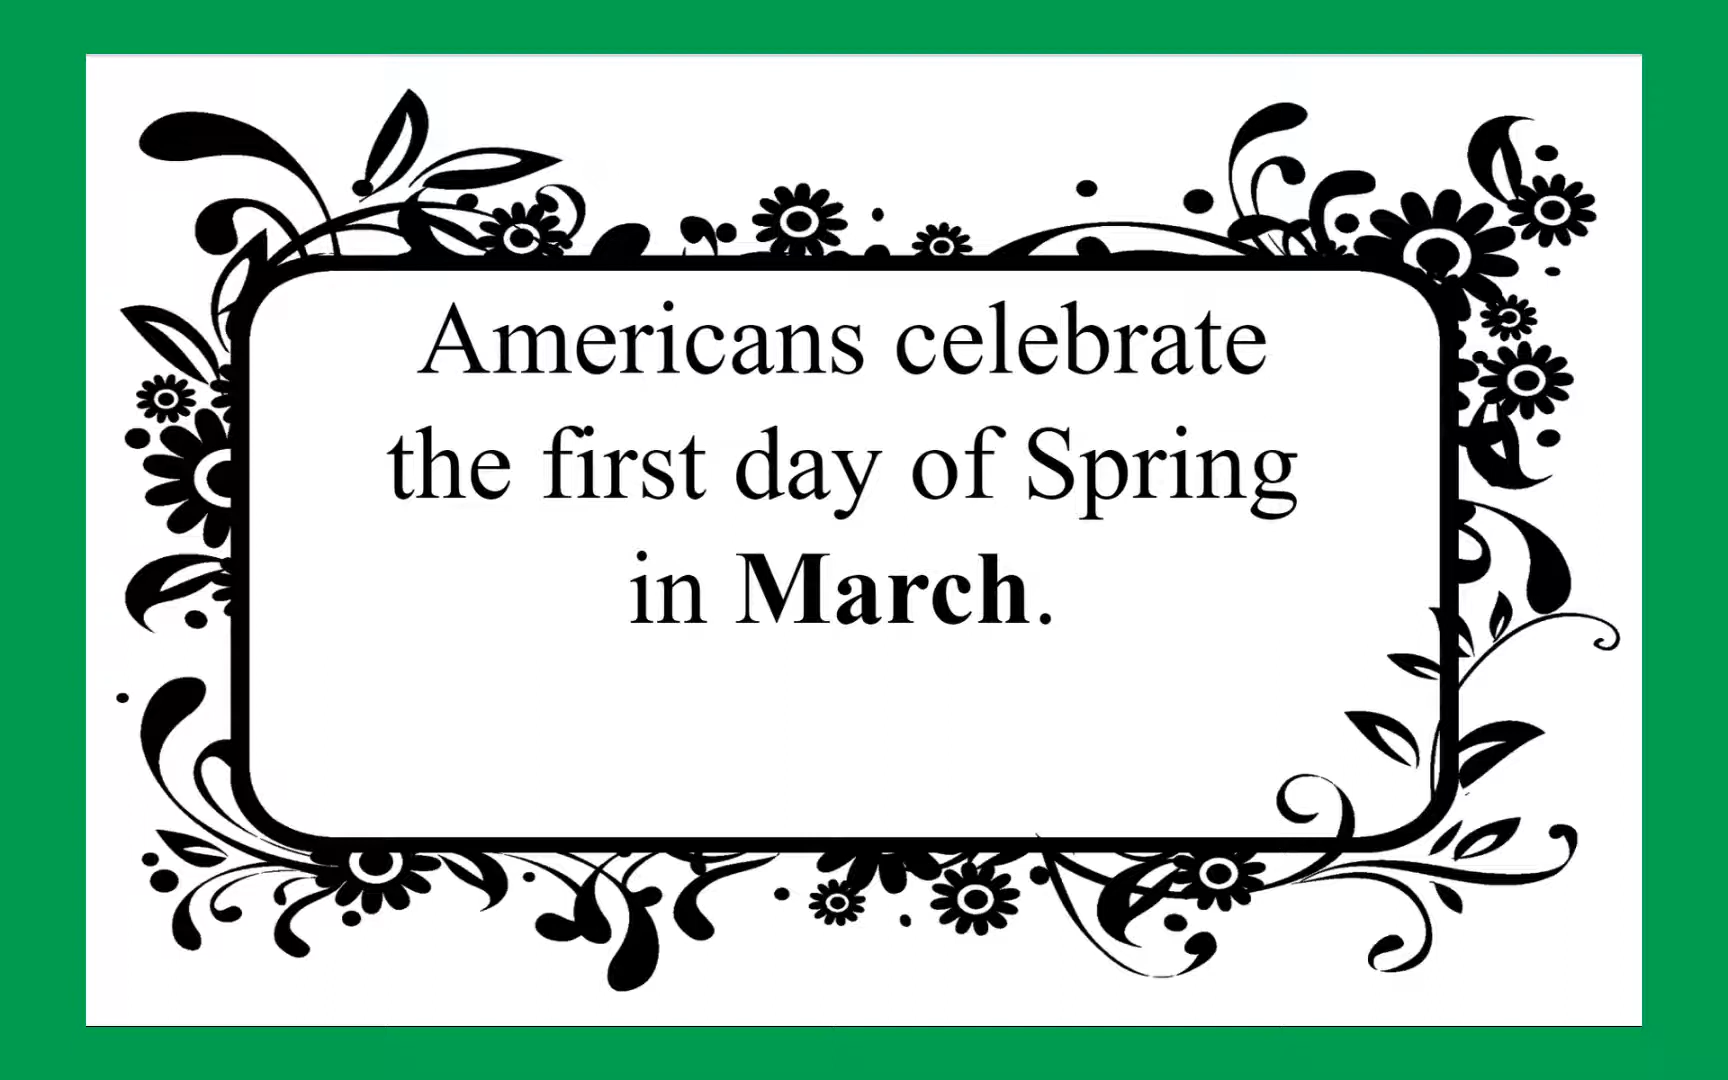 Americans celebrate
the first day of Spring
in March.